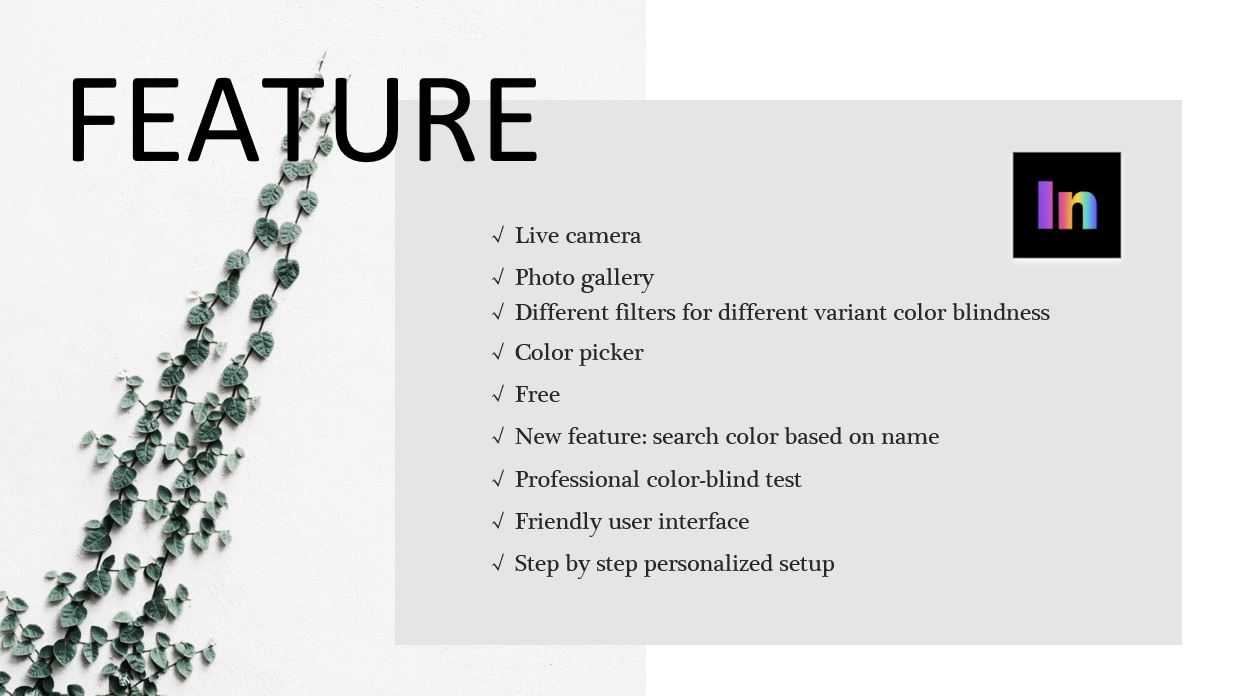 FEATURE
In
√ Live camera
√ Photo gallery
√ Different filters for different variant color blindness
√ Color picker
√ Free
√ New feature: search color based on name
√ Professional color-blind test
√ Friendly user interface
√ Step by step personalized setup